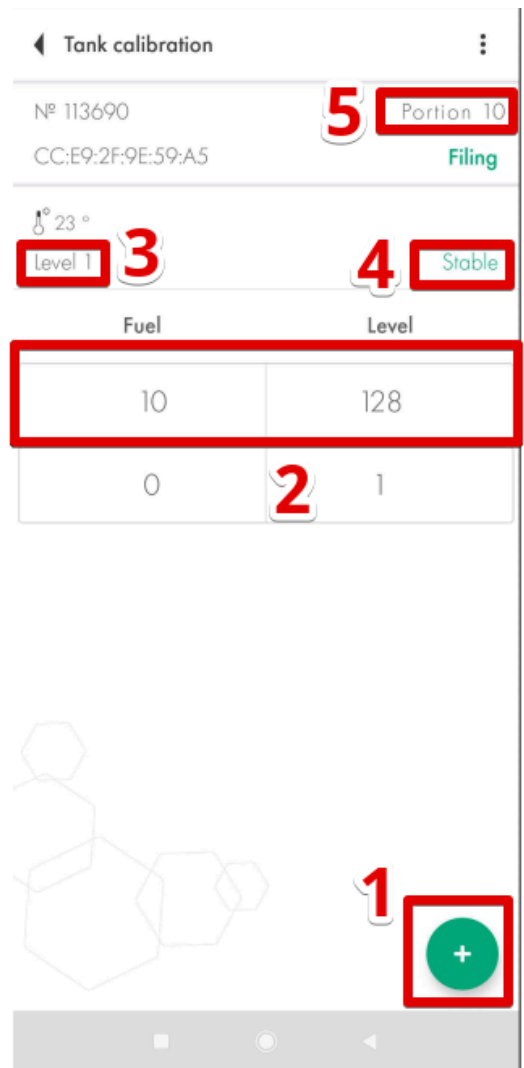 Tank calibration
№ 113690
5
Portion 10
CC:E9:2F:9E:59:A5
Filing
23 °
Level 1
3
4
Stable
Fuel
Level
10
128
0
2
1
1
+